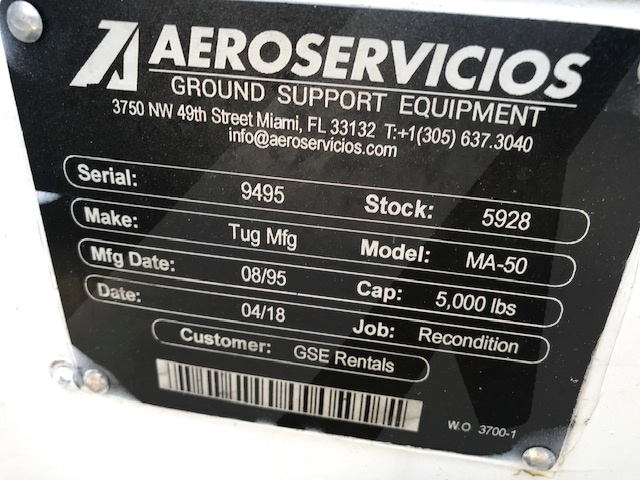 AEROSERVICIOS
GROUND SUPPORT EQUIPMENT
3750 NW 49th Street Miami, FL 33132 T:+1(305) 637.3040
info@aeroservicios.com
Serial: 9495 Stock: 5928
Make: Tug Mfg Model: MA-50
Mfg Date: 08/95 Cap: 5,000 lbs
Date: 04/18 Job: Recondition
Customer: GSE Rentals
W.O 3700-1